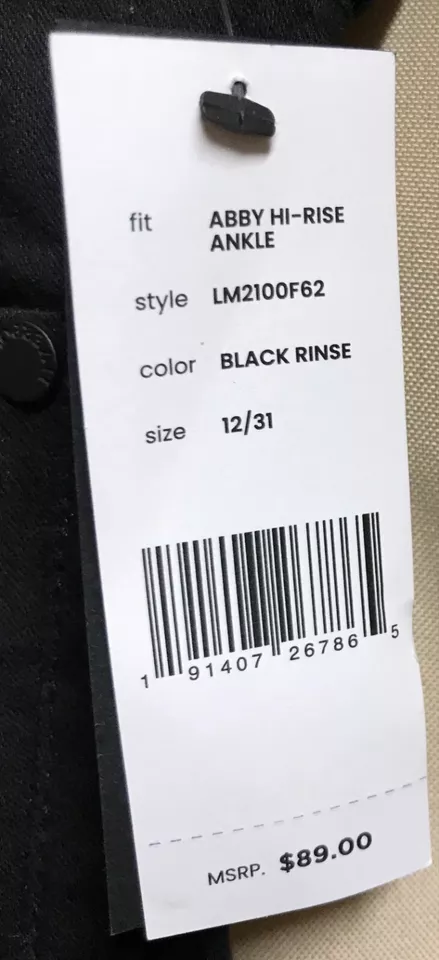 fit ABBY HI-RISE
ANKLE
style LM2100F62
color BLACK RINSE
size 12/31
1 91407 26786 5
MSRP. $89.00